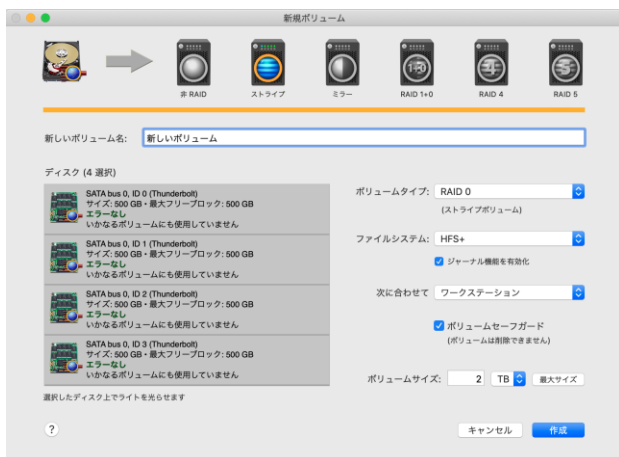 新規ボリューム
非 RAID
ストライプ
ミラー
RAID 1+0
RAID 4
RAID 5
新しいボリューム名: 新しいボリューム
ディスク (4 選択)
SATA bus 0, ID 0 (Thunderbolt)
サイズ: 500 GB • 最大フリーブロック: 500 GB
エラーなし
いかなるボリュームにも使用していません
SATA bus 0, ID 1 (Thunderbolt)
サイズ: 500 GB • 最大フリーブロック: 500 GB
エラーなし
いかなるボリュームにも使用していません
SATA bus 0, ID 2 (Thunderbolt)
サイズ: 500 GB • 最大フリーブロック: 500 GB
エラーなし
いかなるボリュームにも使用していません
SATA bus 0, ID 3 (Thunderbolt)
サイズ: 500 GB • 最大フリーブロック: 500 GB
エラーなし
いかなるボリュームにも使用していません
選択したディスク上でライトを光らせます
ボリュームタイプ: RAID 0
(ストライプボリューム)
ファイルシステム: HFS+
ジャーナル機能を有効化
次に合わせて ワークステーション
ボリュームセーフガード
(ボリュームは削除できません)
ボリュームサイズ: 2 TB 最大サイズ
? キャンセル 作成